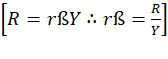 [R = rßY ∴ rß = R/Y]